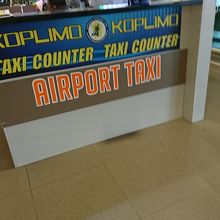 KOPLIMO KOPLIMO
TAXI COUNTER TAXI COUNTER
AIRPORT TAXI